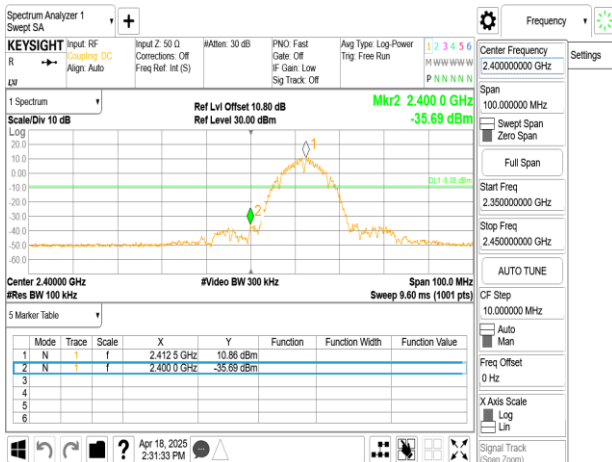 Spectrum Analyzer 1
Swept SA
+
Frequency
KEYSIGHT
R
LXI
Input: RF
Coupling: DC
Align: Auto
Input Z: 50 Ω
Corrections: Off
Freq Ref: Int (S)
#Atten: 30 dB
PNO: Fast
Gate: Off
IF Gain: Low
Sig Track: Off
Avg Type: Log-Power
Trig: Free Run
1 2 3 4 5 6
M W W W W W
P N N N N N
1 Spectrum
Scale/Div 10 dB
Ref Lvl Offset 10.80 dB
Ref Level 30.00 dBm
Mkr2 2.400 0 GHz
-35.69 dBm
Log
20.0
10.0
0.00
-10.0
-20.0
-30.0
-40.0
-50.0
-60.0
1
2
DL1 -9.08 dBm
Center 2.40000 GHz
#Res BW 100 kHz
#Video BW 300 kHz
Span 100.0 MHz
Sweep 9.60 ms (1001 pts)
5 Marker Table
Mode Trace Scale X Y Function Function Width Function Value
1 N 1 f 2.412 5 GHz 10.86 dBm
2 N 1 f 2.400 0 GHz -35.69 dBm
3
4
5
6
?
Apr 18, 2025
2:31:33 PM
Center Frequency
2.400000000 GHz
Settings
Span
100.000000 MHz
Swept Span
Zero Span
Full Span
Start Freq
2.350000000 GHz
Stop Freq
2.450000000 GHz
AUTO TUNE
CF Step
10.000000 MHz
Auto
Man
Freq Offset
0 Hz
X Axis Scale
Log
Lin
Signal Track
(Span Zoom)